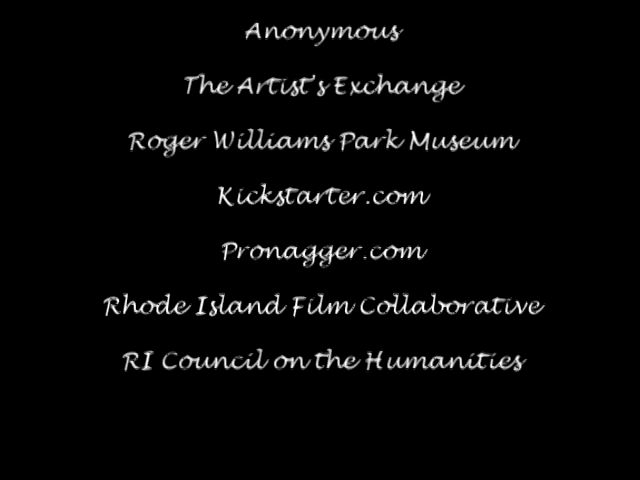 Anonymous
The Artist's Exchange
Roger Williams Park Museum
Kickstarter.com
Pronagger.com
Rhode Island Film Collaborative
RI Council on the Humanities